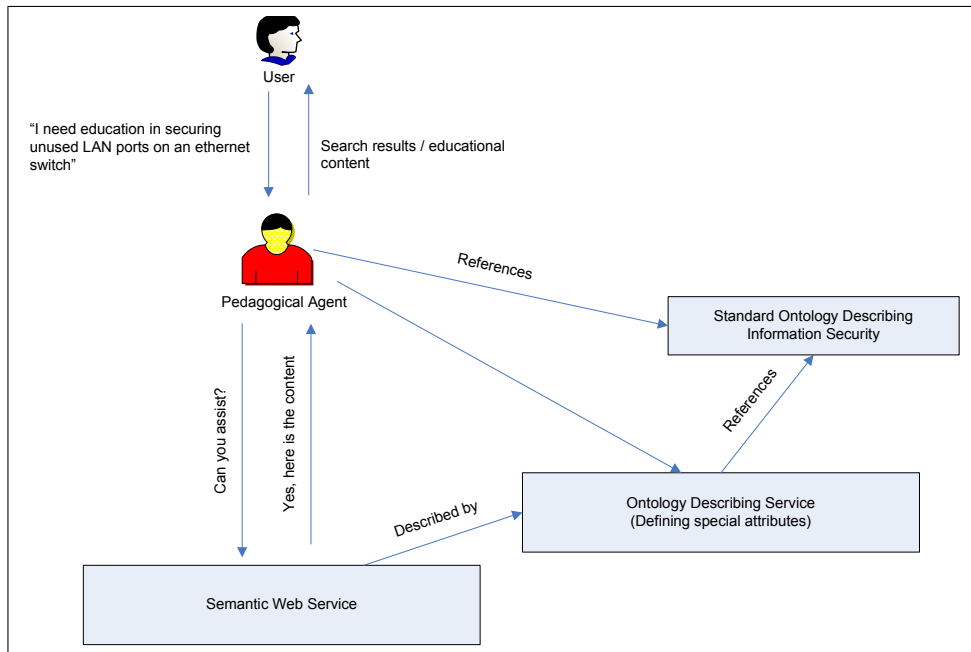 User
“I need education in securing
unused LAN ports on an ethernet
switch”
Search results / educational
content
Pedagogical Agent
References
Standard Ontology Describing
Information Security
References
Can you assist?
Yes, here is the content
Described by
Ontology Describing Service
(Defining special attributes)
Semantic Web Service